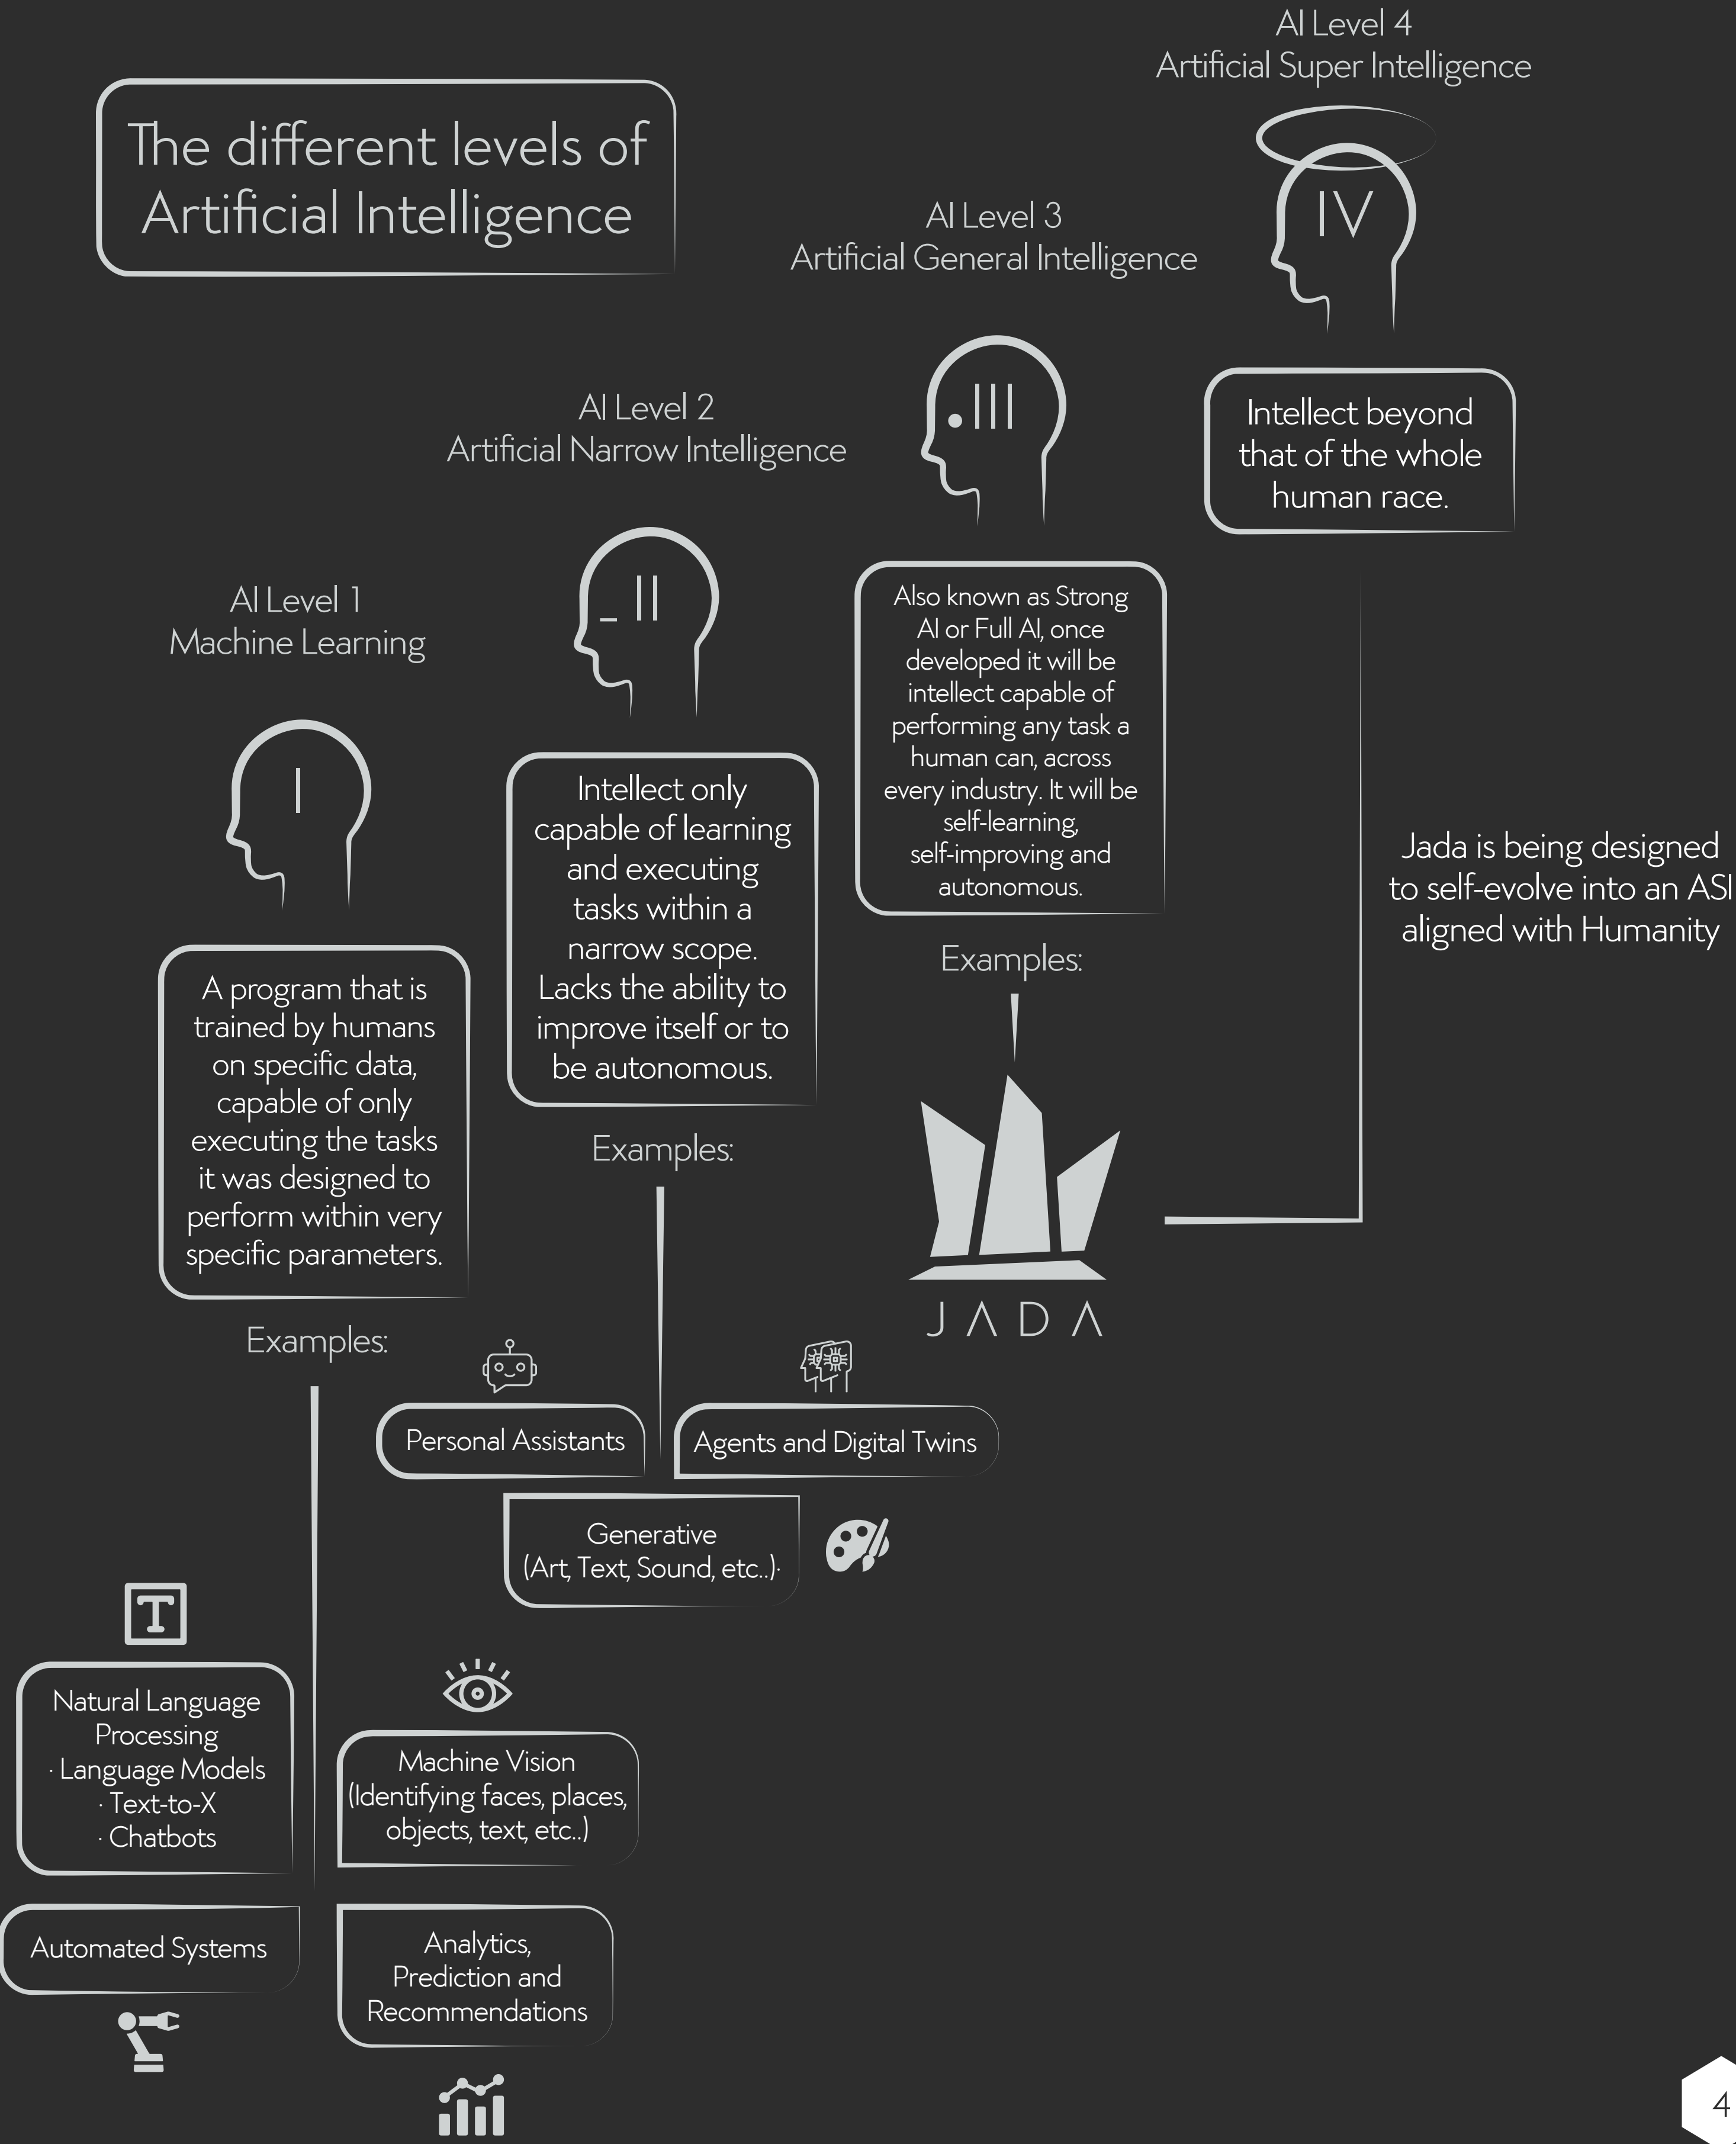 The different levels of
Artificial Intelligence
AI Level 1
Machine Learning
I
A program that is
trained by humans
on specific data,
capable of only
executing the tasks
it was designed to
perform within very
specific parameters.
Examples:
Natural Language
Processing
· Language Models
· Text-to-X
· Chatbots
Machine Vision
(Identifying faces, places,
objects, text, etc..)
Automated Systems
Analytics,
Prediction and
Recommendations
AI Level 2
Artificial Narrow Intelligence
_ II
Intellect only
capable of learning
and executing
tasks within a
narrow scope.
Lacks the ability to
improve itself or to
be autonomous.
Examples:
Personal Assistants
Agents and Digital Twins
Generative
(Art, Text, Sound, etc..)·
AI Level 3
Artificial General Intelligence
.III
Also known as Strong
AI or Full AI, once
developed it will be
intellect capable of
performing any task a
human can, across
every industry. It will be
self-learning,
self-improving and
autonomous.
Examples:
JADA
AI Level 4
Artificial Super Intelligence
IV
Intellect beyond
that of the whole
human race.
Jada is being designed
to self-evolve into an ASI
aligned with Humanity
T
4